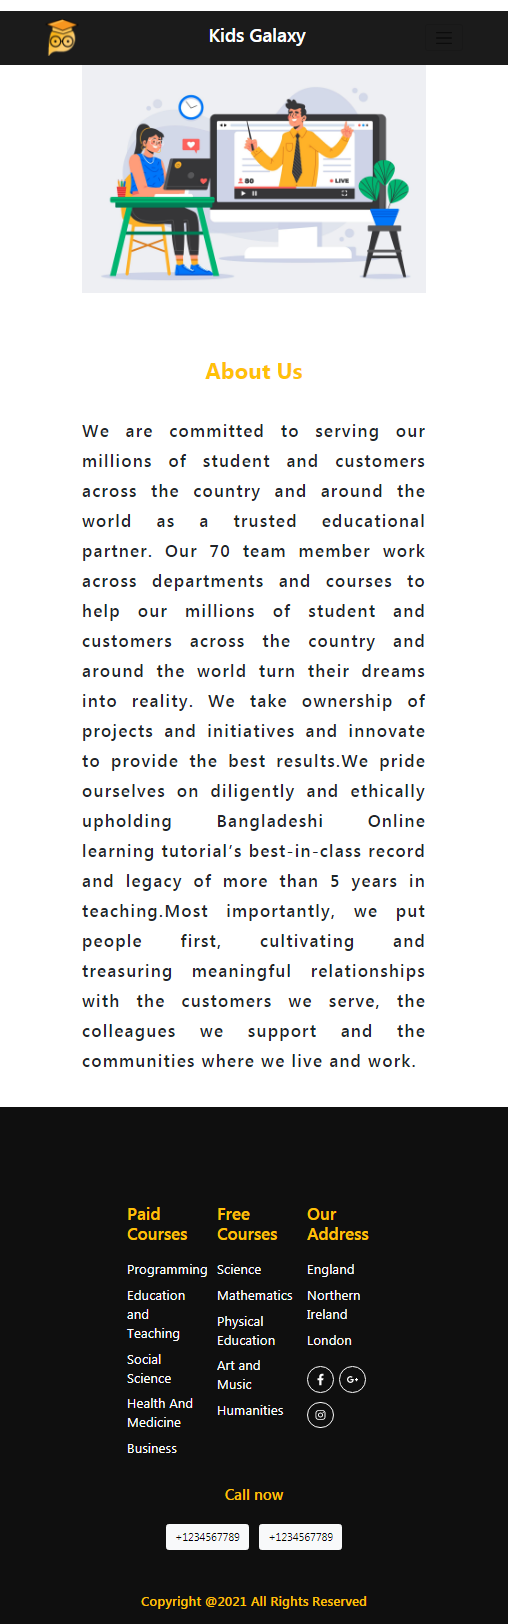 Kids Galaxy
80
LIVE
About Us
We are committed to serving our
millions of student and customers
across the country and around the
world as a trusted educational
partner. Our 70 team member work
across departments and courses to
help our millions of student and
customers across the country and
around the world turn their dreams
into reality. We take ownership of
projects and initiatives and innovate
to provide the best results.We pride
ourselves on diligently and ethically
upholding Bangladeshi Online
learning tutorial’s best-in-class record
and legacy of more than 5 years in
teaching.Most importantly, we put
people first, cultivating and
treasuring meaningful relationships
with the customers we serve, the
colleagues we support and the
communities where we live and work.
Paid
Courses
Programming
Education
and
Teaching
Social
Science
Health And
Medicine
Business
Free
Courses
Science
Mathematics
Physical
Education
Art and
Music
Humanities
Our
Address
England
Northern
Ireland
London
Call now
+1234567789
+1234567789
Copyright @2021 All Rights Reserved